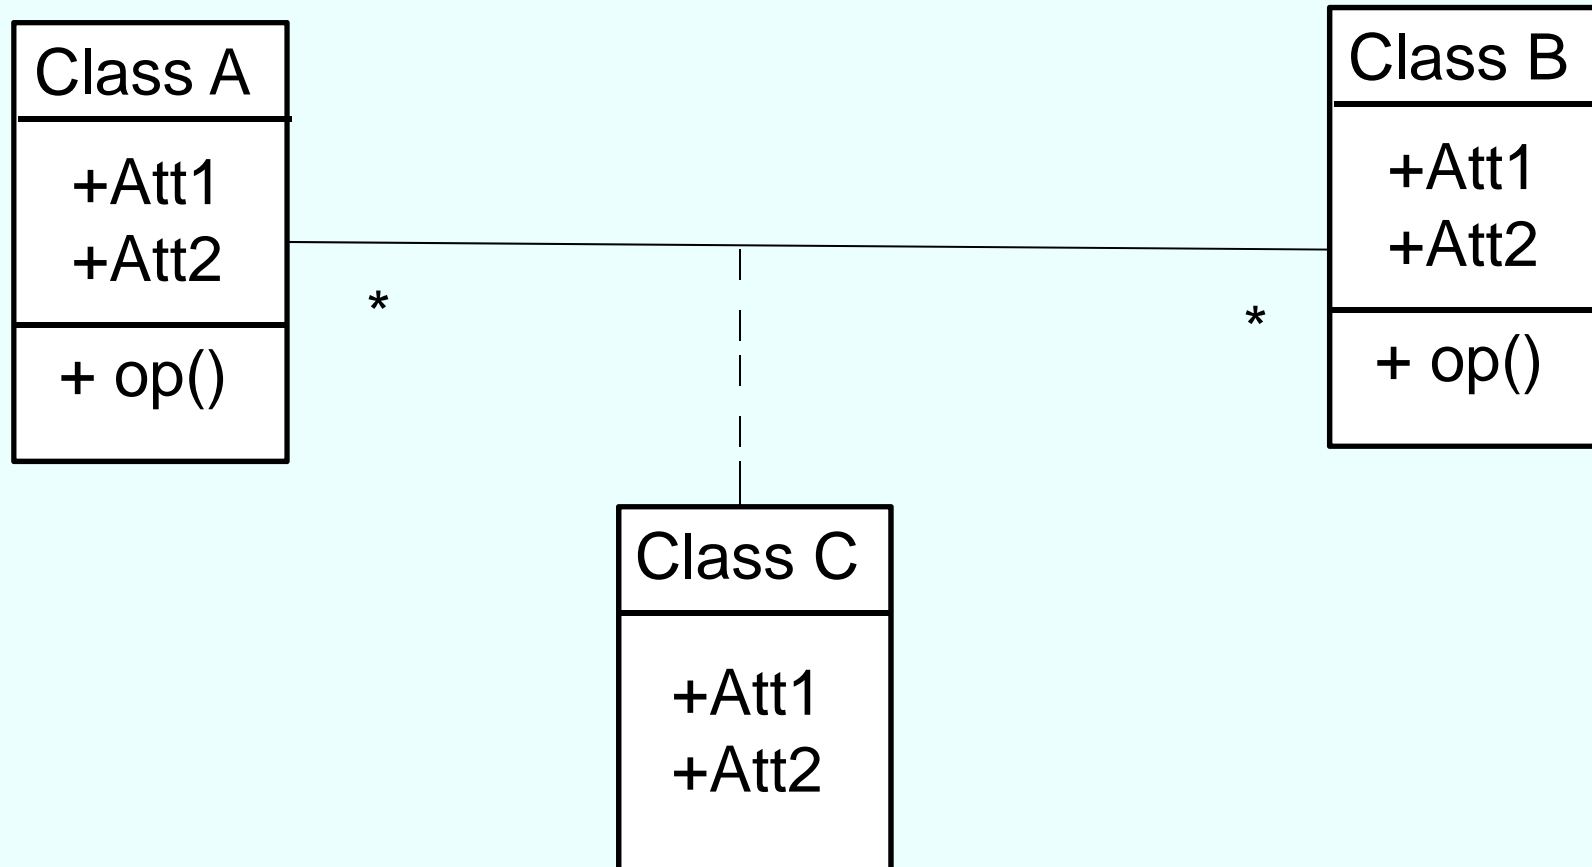 Class A
+Att1
+Att2
+ op()
*
Class B
+Att1
+Att2
+ op()
*
Class C
+Att1
+Att2